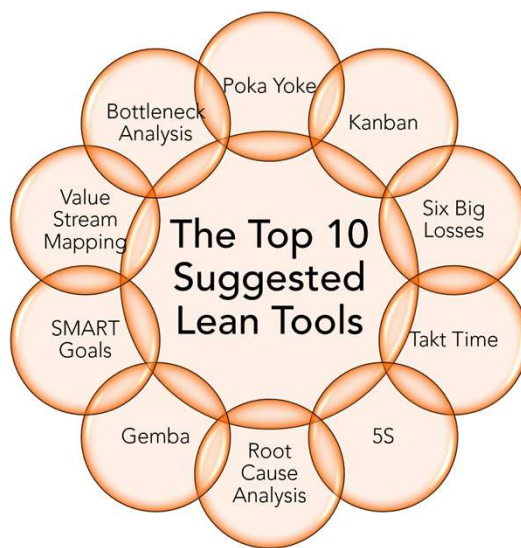 The Top 10
Suggested
Lean Tools
Poka Yoke
Kanban
Six Big
Losses
Takt Time
5S
Root
Cause
Analysis
Gemba
SMART
Goals
Value
Stream
Mapping
Bottleneck
Analysis